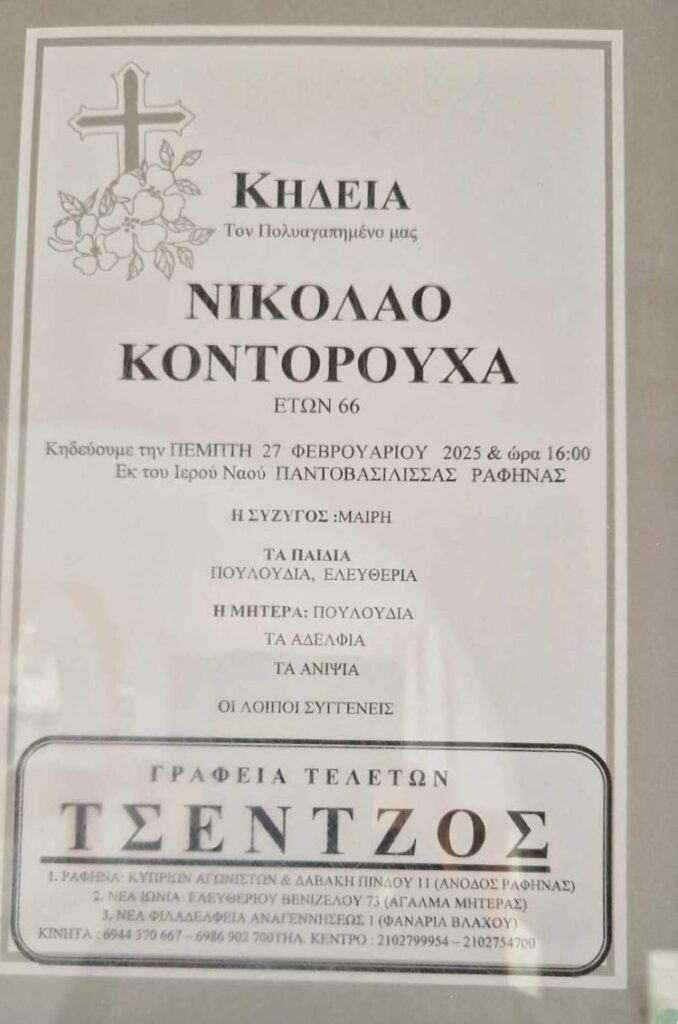 ΚΗΔΕΙΑ
Τον Πολυαγαπημένο μας
ΝΙΚΟΛΑΟ
ΚΟΝΤΟΡΟΥΧΑ
ΕΤΩΝ 66
Κηδεύουμε την ΠΕΜΠΤΗ 27 ΦΕΒΡΟΥΑΡΙΟΥ 2025 & ώρα 16:00
Εκ του Ιερού Ναού ΠΑΝΤΟΒΑΣΙΛΙΣΣΑΣ ΡΑΦΗΝΑΣ
Η ΣΥΖΥΓΟΣ :ΜΑΙΡΗ
ΤΑ ΠΑΙΔΙΑ
ΠΟΥΛΟΥΔΙΑ, ΕΛΕΥΘΕΡΙΑ
Η ΜΗΤΕΡΑ: ΠΟΥΛΟΥΔΙΑ
ΤΑ ΑΔΕΛΦΙΑ
ΤΑ ΑΝΙΨΙΑ
ΟΙ ΛΟΙΠΟΙ ΣΥΓΓΕΝΕΙΣ
ΓΡΑΦΕΙΑ ΤΕΛΕΤΩΝ
ΤΣΕΝΤΖΟΣ
1. ΡΑΦΗΝΑ: ΚΥΠΡΙΩΝ ΑΓΩΝΙΣΤΩΝ & ΔΑΒΑΚΗ ΠΙΝΔΟΥ 11 (ΑΝΟΔΟΣ ΡΑΦΗΝΑΣ)
2. ΝΕΑ ΙΩΝΙΑ: ΕΛΕΥΘΕΡΙΟΥ ΒΕΝΙΖΕΛΟΥ 73 (ΑΓΑΛΜΑ ΜΗΤΕΡΑΣ)
3. ΝΕΑ ΦΙΛΑΔΕΛΦΕΙΑ ΑΝΑΓΕΝΝΗΣΕΩΣ 1 (ΦΑΝΑΡΙΑ ΒΛΑΧΟΥ)
ΚΙΝΗΤΑ : 6944 370 667 – 6986 902 700ΤΗΛ. ΚΕΝΤΡΟ : 2102799954 – 2102754700